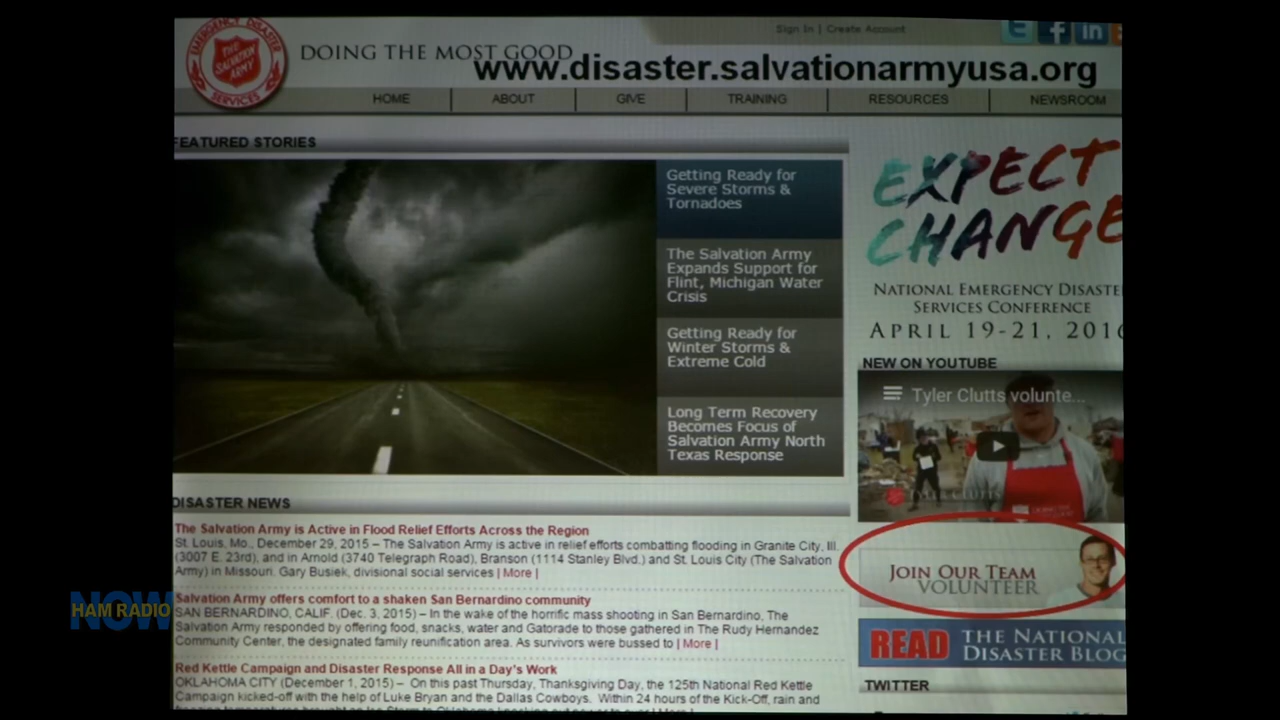 EMERGENCY DISASTER
THE SALVATION ARMY
SERVICES
DOING THE MOST GOOD
Sign In | Create Account
www.disaster.salvationarmyusa.org
HOME ABOUT GIVE TRAINING RESOURCES NEWSROOM
FEATURED STORIES
Getting Ready for
Severe Storms &
Tornadoes
The Salvation Army
Expands Support for
Flint, Michigan Water
Crisis
Getting Ready for
Winter Storms &
Extreme Cold
Long Term Recovery
Becomes Focus of
Salvation Army North
Texas Response
EXPECT
CHANGE
NATIONAL EMERGENCY DISASTE
SERVICES CONFERENCE
APRIL 19-21, 2016
NEW ON YOUTUBE
Tyler Clutts volunte...
TYLER CLUTTS
JOIN OUR TEAM
VOLUNTEER
READ THE NATIONAL
DISASTER BLOG
TWITTER
DISASTER NEWS
The Salvation Army is Active in Flood Relief Efforts Across the Region
St. Louis, Mo., December 29, 2015 – The Salvation Army is active in relief efforts combatting flooding in Granite City, Ill.
(3007 E. 23rd), and in Arnold (3740 Telegraph Road), Branson (1114 Stanley Blvd.) and St. Louis City (The Salvation
Army) in Missouri. Gary Busiek, divisional social services | More |
Salvation Army offers comfort to a shaken San Bernardino community
SAN BERNARDINO, CALIF. (Dec. 3, 2015) – In the wake of the horrific mass shooting in San Bernardino, The
Salvation Army responded by offering food, snacks, water and Gatorade to those gathered in The Rudy Hernandez
Community Center, the designated family reunification area. As survivors were bussed to | More |
Red Kettle Campaign and Disaster Response All in a Day's Work
OKLAHOMA CITY (December 1, 2015) – On this past Thursday, Thanksgiving Day, the 125th National Red Kettle
Campaign kicked-off with the help of Luke Bryan and the Dallas Cowboys. Within 24 hours of the Kick-Off, rain and
HAM RADIO
NOW